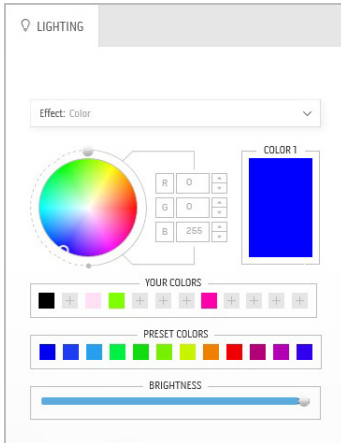 LIGHTING
Effect: Color
COLOR 1
R 0
G 0
B 255
YOUR COLORS
PRESET COLORS
BRIGHTNESS